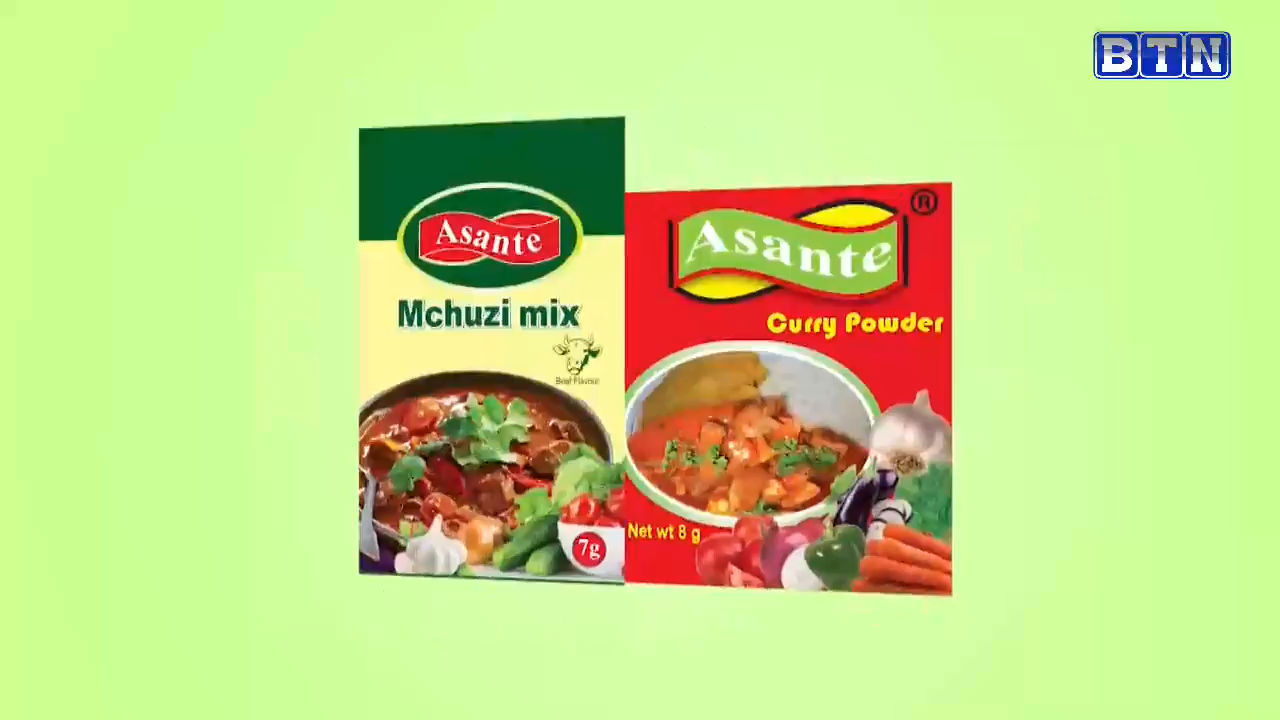 BTN
Asante
Mchuzi mix
Beef Flavour
7g
Asante
®
Curry Powder
Net wt 8 g